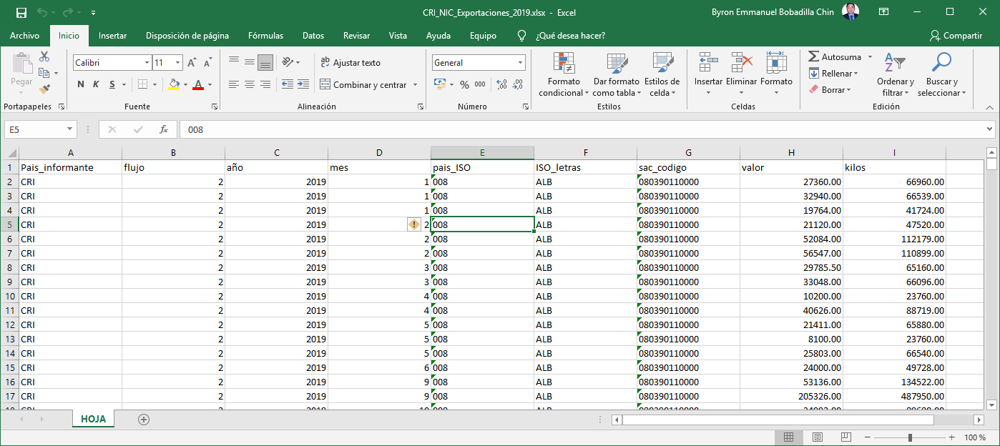 CRI_NIC_Exportaciones_2019.xlsx - Excel
Byron Emmanuel Bobadilla Chin
Archivo Inicio Insertar Disposición de página Fórmulas Datos Revisar Vista Ayuda Equipo ¿Qué desea hacer? Compartir
Pegar
Portapapeles
Calibri 11
N K S
Fuente
Ajustar texto
Combinar y centrar
Alineación
General
% 000
Número
Formato condicional
Dar formato como tabla
Estilos de celda
Estilos
Insertar Eliminar Formato
Celdas
Autosuma
Rellenar
Borrar
Ordenar y filtrar
Buscar y seleccionar
Edición
E5 fx 008
A B C D E F G H I
1 Pais_informante flujo año mes pais_ISO ISO_letras sac_codigo valor kilos
2 CRI 2 2019 1 008 ALB 080390110000 27360.00 66960.00
3 CRI 2 2019 1 008 ALB 080390110000 32940.00 66539.00
4 CRI 2 2019 1 008 ALB 080390110000 19764.00 41724.00
5 CRI 2 2019 2 008 ALB 080390110000 21120.00 47520.00
6 CRI 2 2019 2 008 ALB 080390110000 52084.00 112179.00
7 CRI 2 2019 2 008 ALB 080390110000 56547.00 110899.00
8 CRI 2 2019 3 008 ALB 080390110000 29785.50 65160.00
9 CRI 2 2019 3 008 ALB 080390110000 33048.00 66096.00
10 CRI 2 2019 4 008 ALB 080390110000 10200.00 23760.00
11 CRI 2 2019 4 008 ALB 080390110000 40626.00 88719.00
12 CRI 2 2019 5 008 ALB 080390110000 21411.00 65880.00
13 CRI 2 2019 5 008 ALB 080390110000 8100.00 23760.00
14 CRI 2 2019 5 008 ALB 080390110000 25803.00 66540.00
15 CRI 2 2019 6 008 ALB 080390110000 24000.00 49728.00
16 CRI 2 2019 9 008 ALB 080390110000 53136.00 134522.00
17 CRI 2 2019 9 008 ALB 080390110000 205326.00 487950.00
HOJA
100 %